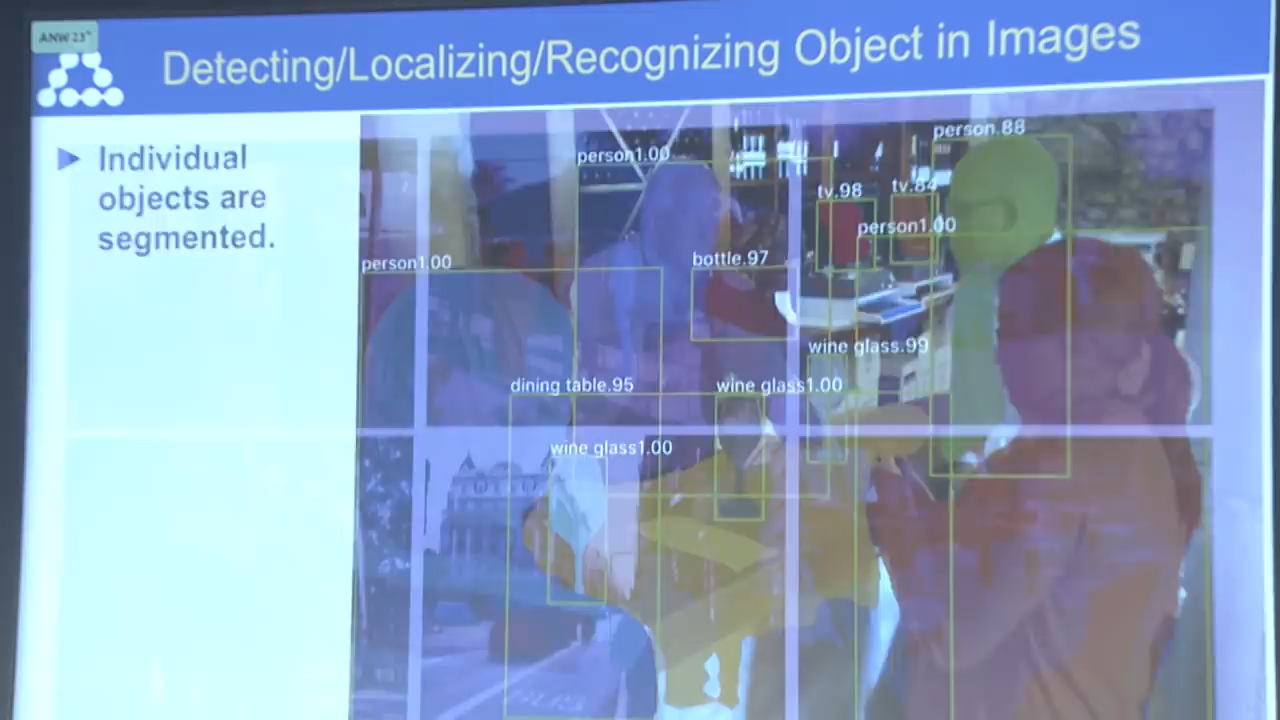 ANW 23"
Detecting/Localizing/Recognizing Object in Images
Individual
objects are
segmented.
person.88
person1.00
tv.98
tv.84
person1.00
person1.00
bottle.97
wine glass.99
dining table.95
wine glass1.00
wine glass1.00